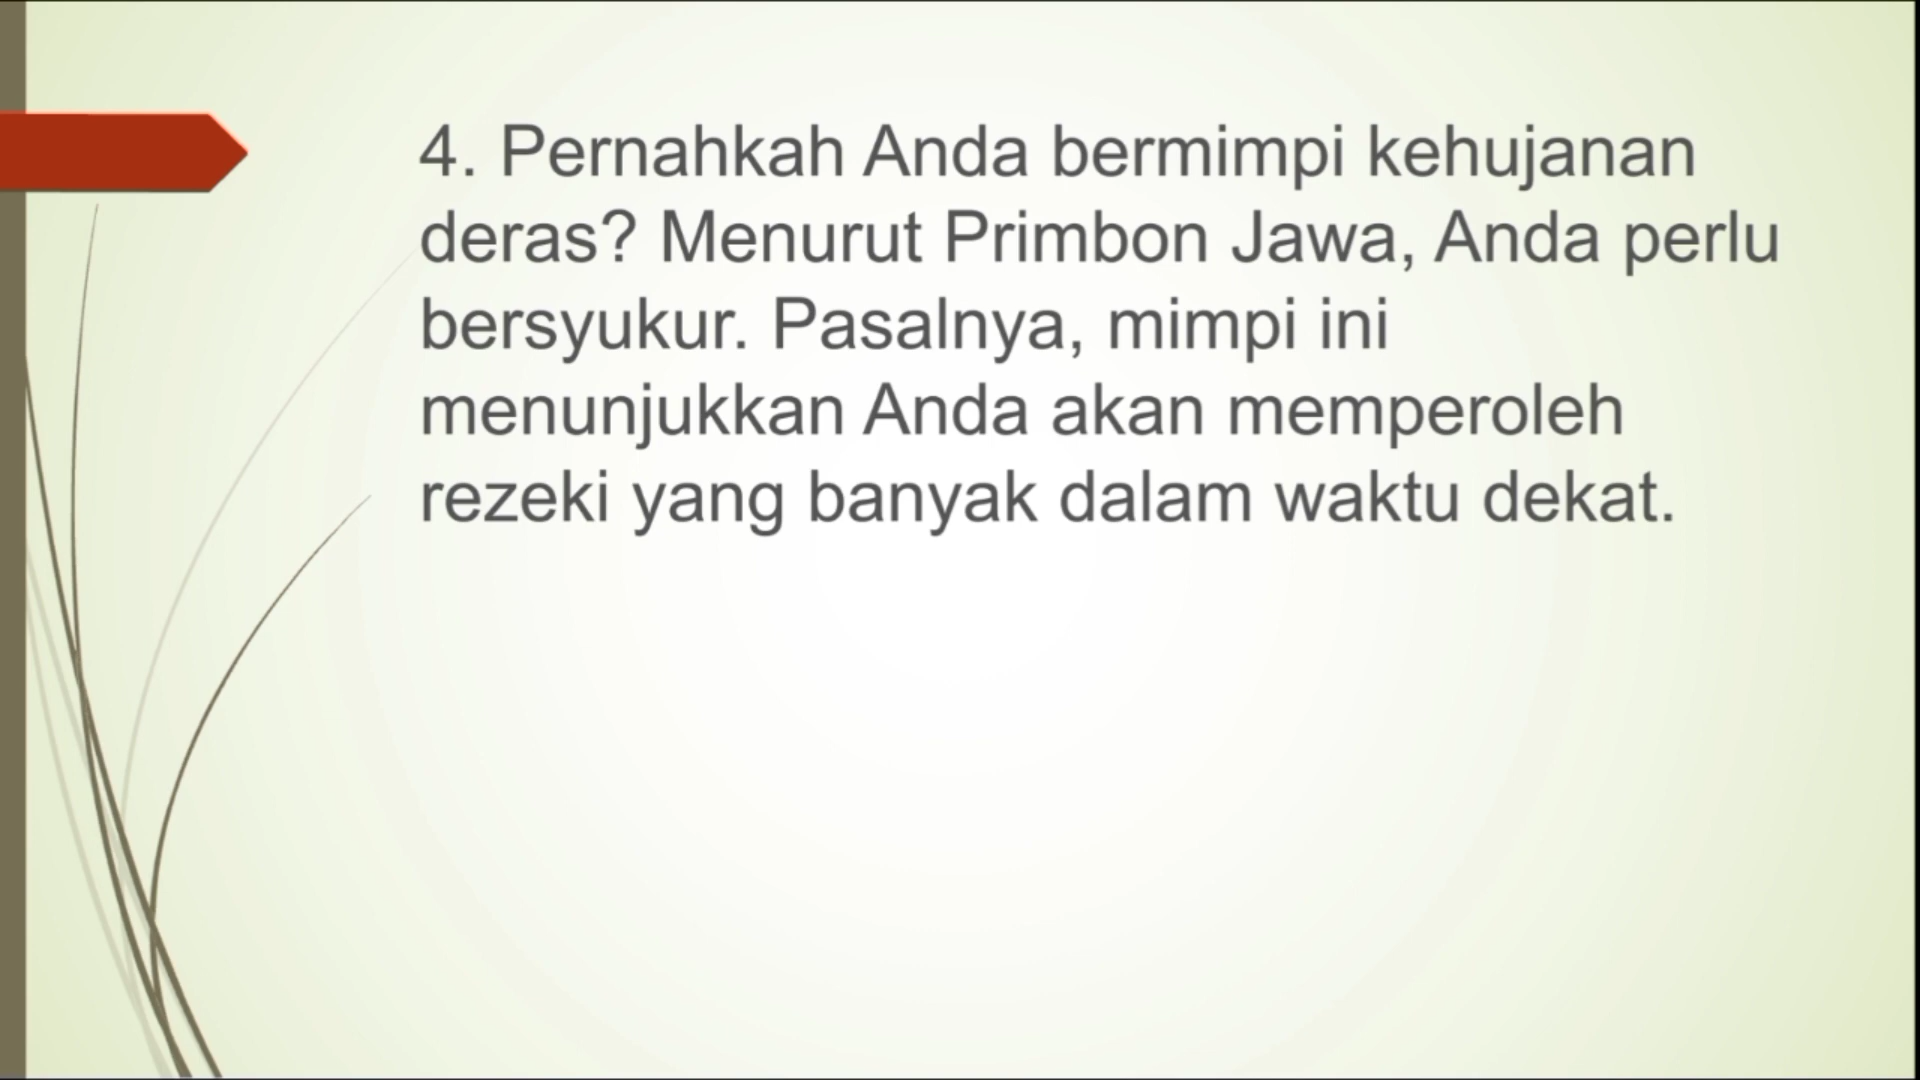 4. Pernahkah Anda bermimpi kehujanan
deras? Menurut Primbon Jawa, Anda perlu
bersyukur. Pasalnya, mimpi ini
menunjukkan Anda akan memperoleh
rezeki yang banyak dalam waktu dekat.